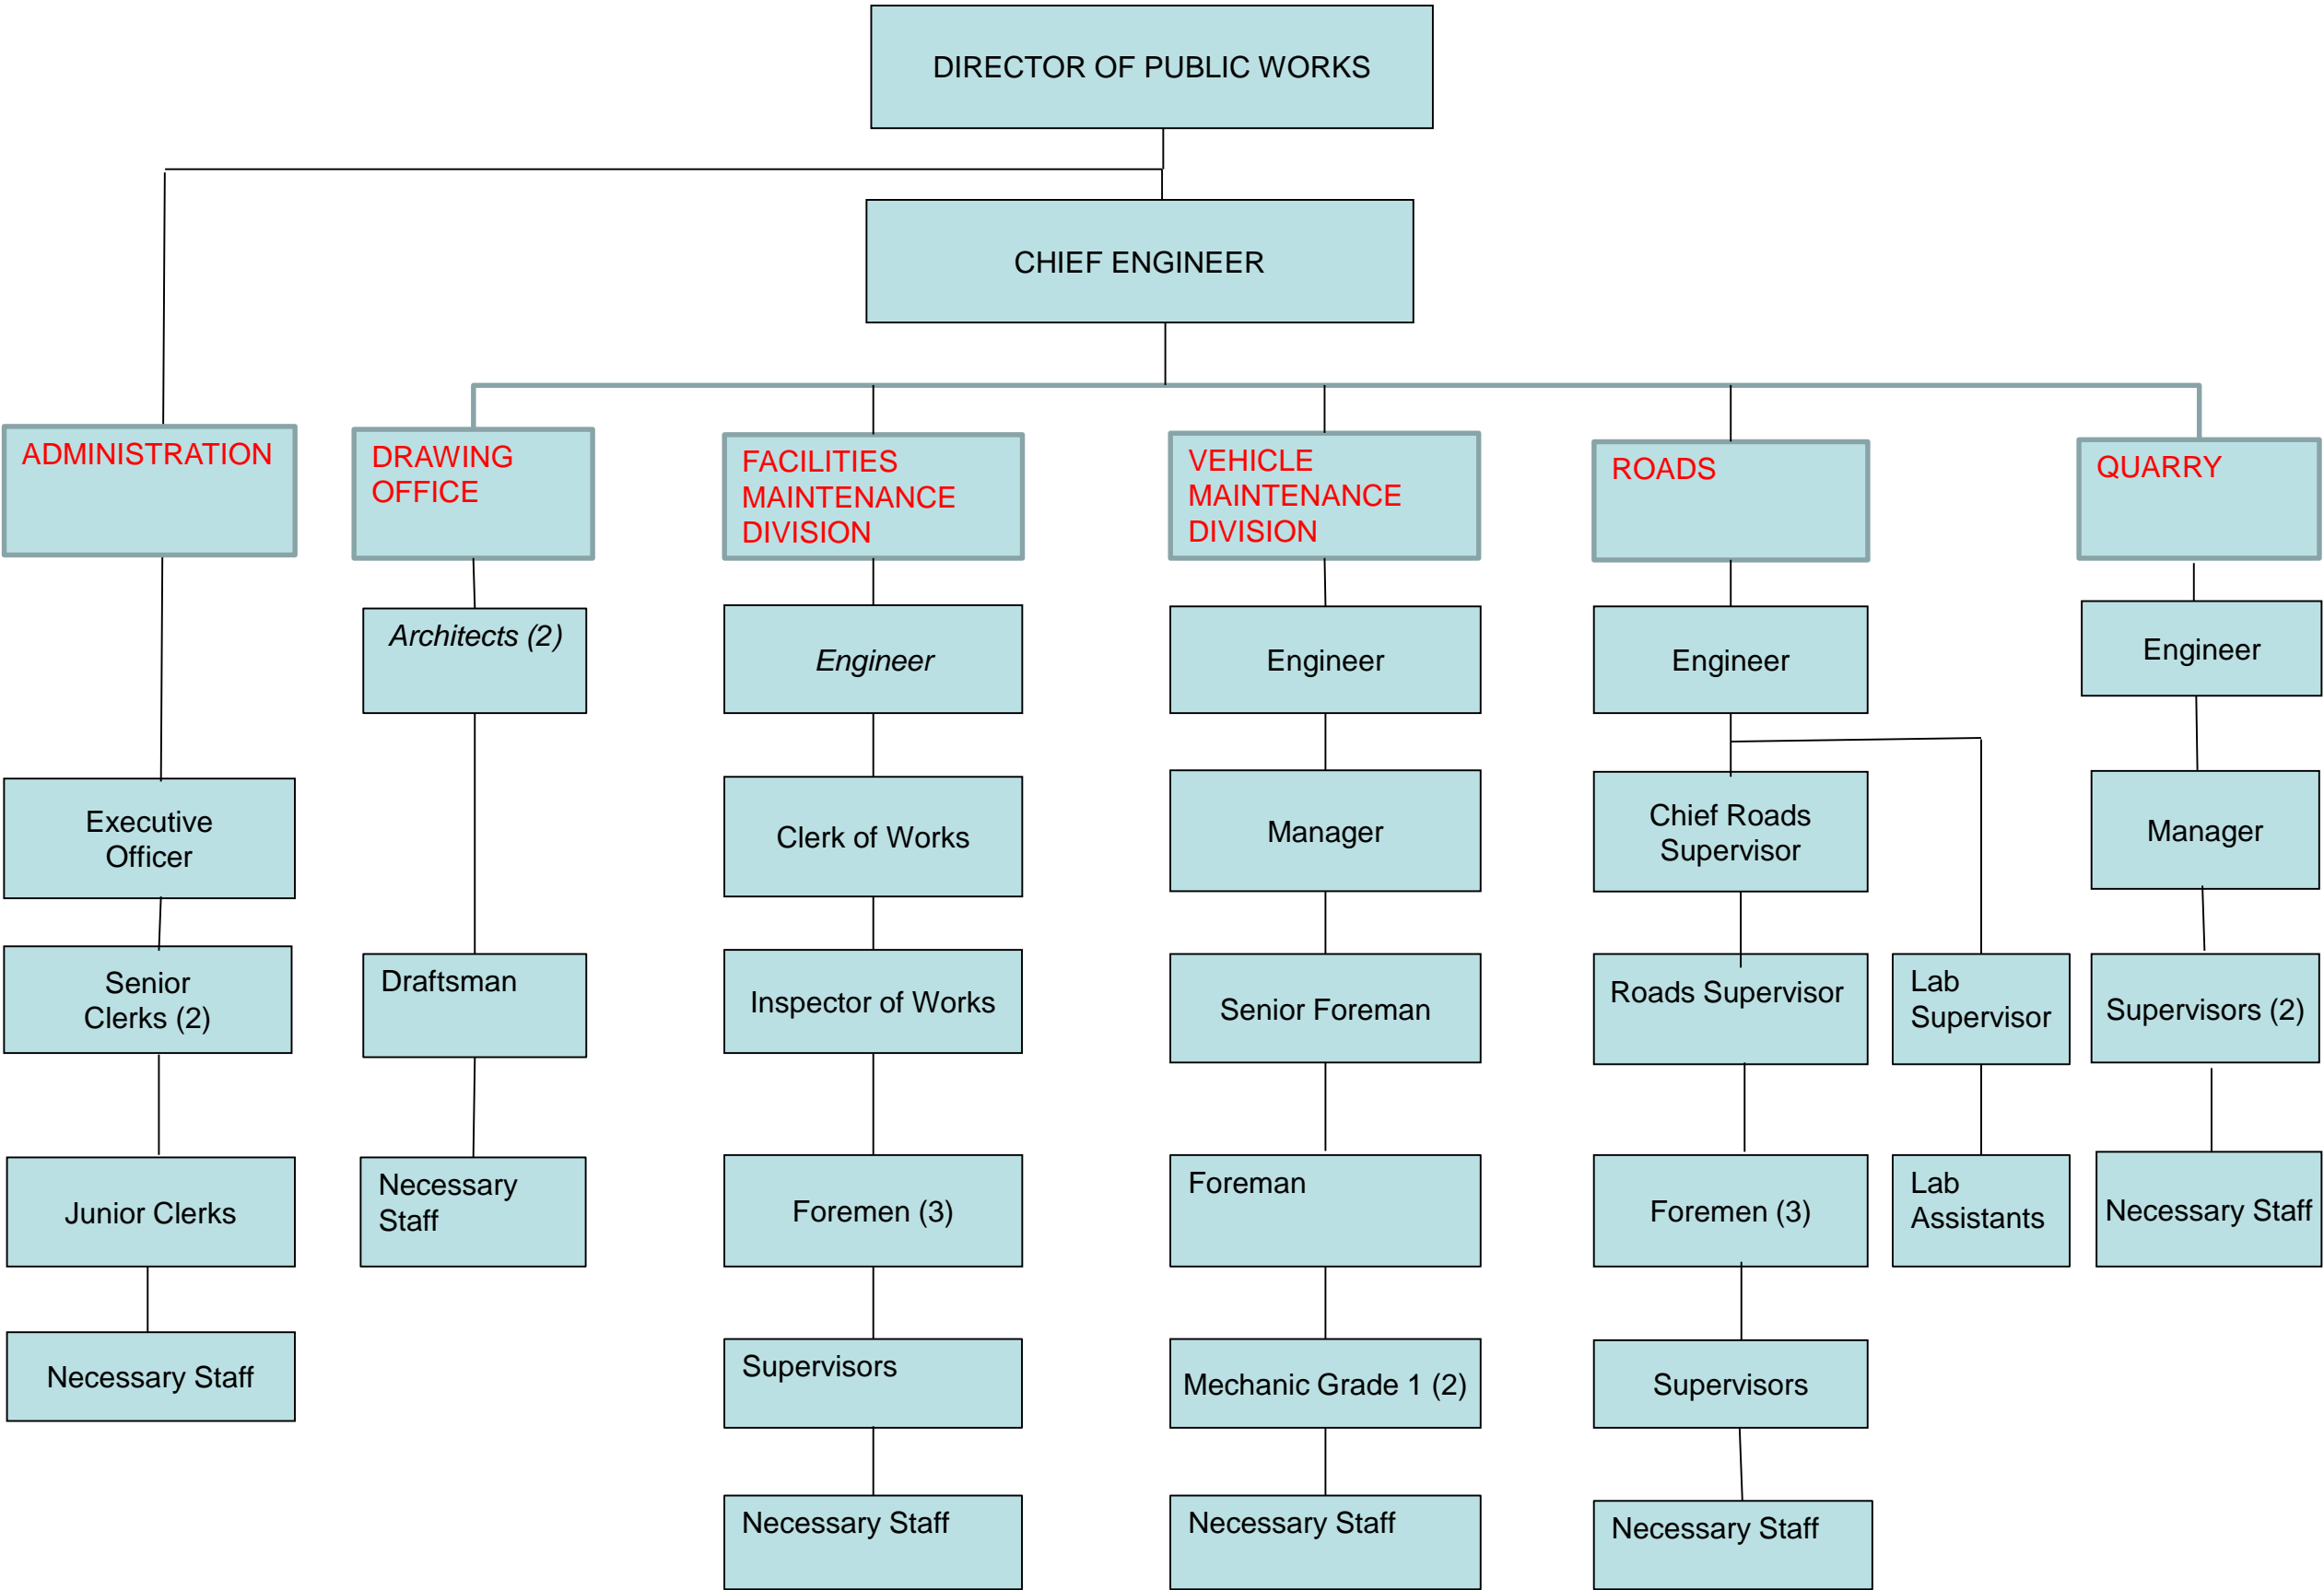 DIRECTOR OF PUBLIC WORKS
CHIEF ENGINEER
ADMINISTRATION
DRAWING
OFFICE
FACILITIES
MAINTENANCE
DIVISION
VEHICLE
MAINTENANCE
DIVISION
ROADS
QUARRY
Architects (2)
Engineer
Engineer
Engineer
Engineer
Executive
Officer
Clerk of Works
Manager
Chief Roads
Supervisor
Manager
Senior
Clerks (2)
Draftsman
Inspector of Works
Senior Foreman
Roads Supervisor
Lab
Supervisor
Supervisors (2)
Junior Clerks
Necessary
Staff
Foremen (3)
Foreman
Foremen (3)
Lab
Assistants
Necessary Staff
Necessary Staff
Supervisors
Mechanic Grade 1 (2)
Supervisors
Necessary Staff
Necessary Staff
Necessary Staff